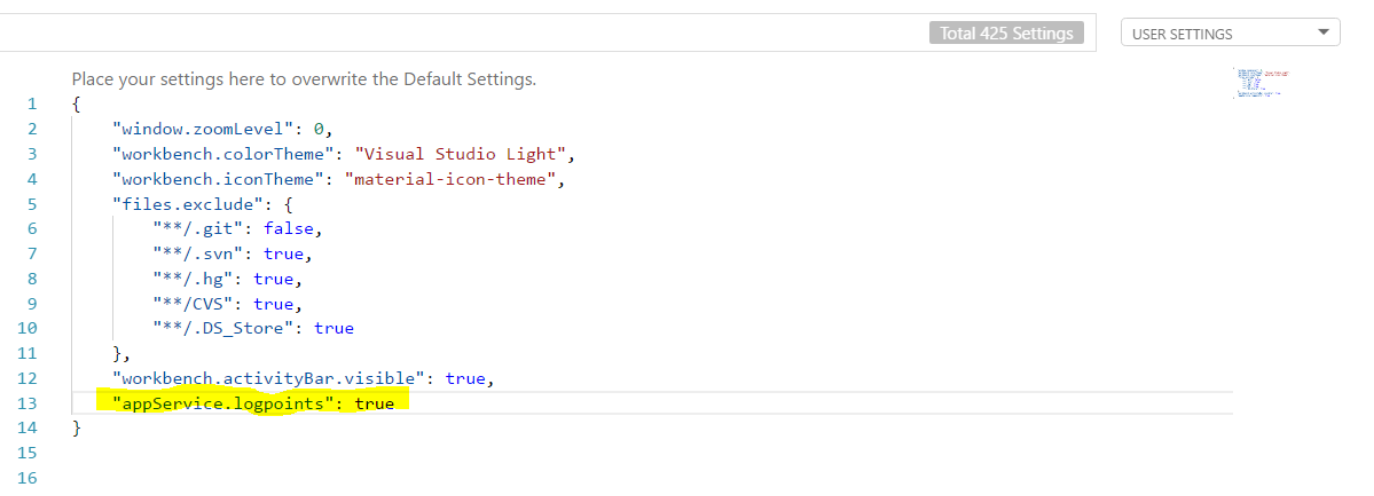 Total 425 Settings USER SETTINGS
Place your settings here to overwrite the Default Settings.
1 {
2 "window.zoomLevel": 0,
3 "workbench.colorTheme": "Visual Studio Light",
4 "workbench.iconTheme": "material-icon-theme",
5 "files.exclude": {
6 "**/.git": false,
7 "**/.svn": true,
8 "**/.hg": true,
9 "**/CVS": true,
10 "**/.DS_Store": true
11 },
12 "workbench.activityBar.visible": true,
13 "appService.logpoints": true
14 }
15
16